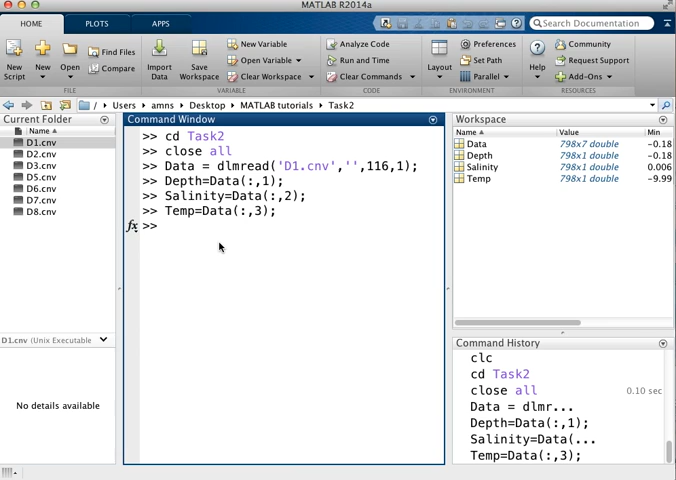 MATLAB R2014a
HOME PLOTS APPS
Search Documentation
New Script
New
Open
Find Files
Compare
Import Data
Save Workspace
New Variable
Open Variable
Clear Workspace
Analyze Code
Run and Time
Clear Commands
Layout
Preferences
Set Path
Parallel
Help
Community
Request Support
Add-Ons
FILE VARIABLE CODE ENVIRONMENT RESOURCES
/ Users amns Desktop MATLAB tutorials Task2
Current Folder
Name
D1.cnv
D2.cnv
D3.cnv
D5.cnv
D6.cnv
D7.cnv
D8.cnv
D1.cnv (Unix Executable
No details available
Command Window
>> cd Task2
>> close all
>> Data = dlmread('D1.cnv','',116,1);
>> Depth=Data(:,1);
>> Salinity=Data(:,2);
>> Temp=Data(:,3);
fx >>
Workspace
Name Value Min
Data 798x7 double -0.18
Depth 798x1 double -0.18
Salinity 798x1 double 0.006
Temp 798x1 double -9.99
Command History
clc
cd Task2
close all 0.10 sec
Data = dlmr...
Depth=Data(:,1);
Salinity=Data(...
Temp=Data(:,3);